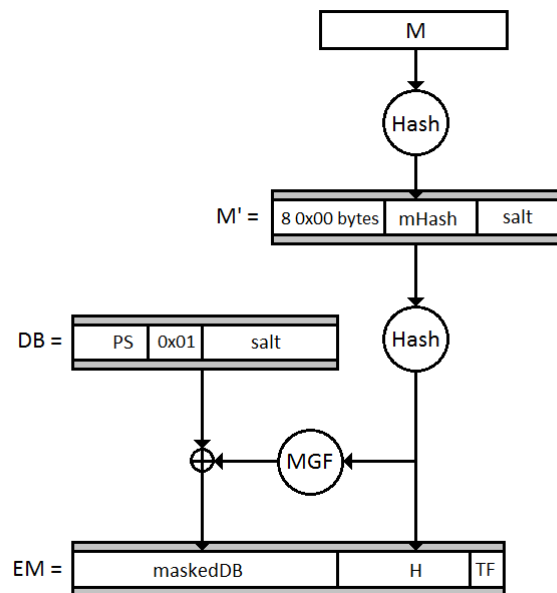 M
Hash
M' = 8 0x00 bytes mHash salt
DB = PS 0x01 salt
Hash
MGF
EM = maskedDB H TF